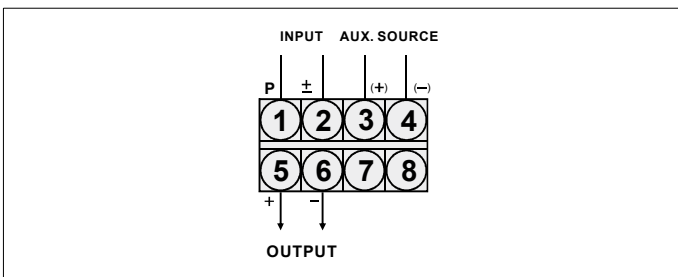 INPUT AUX. SOURCE
P ± (+) (−)
1 2 3 4
5 6 7 8
+ −
OUTPUT